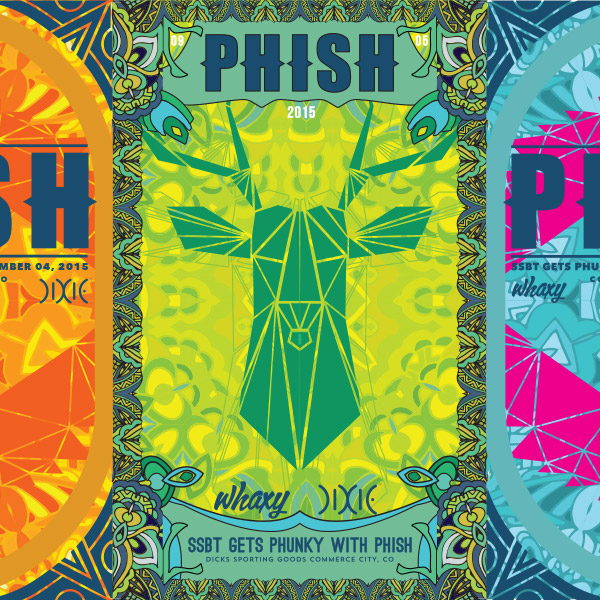 SH
MBER 04, 2015
O
DIXIE
09 PHISH 05
2015
whaxy DIXIE
SSBT GETS PHUNKY WITH PHISH
DICKS SPORTING GOODS COMMERCE CITY, CO
P
SSBT GETS PHU
CO
whaxy